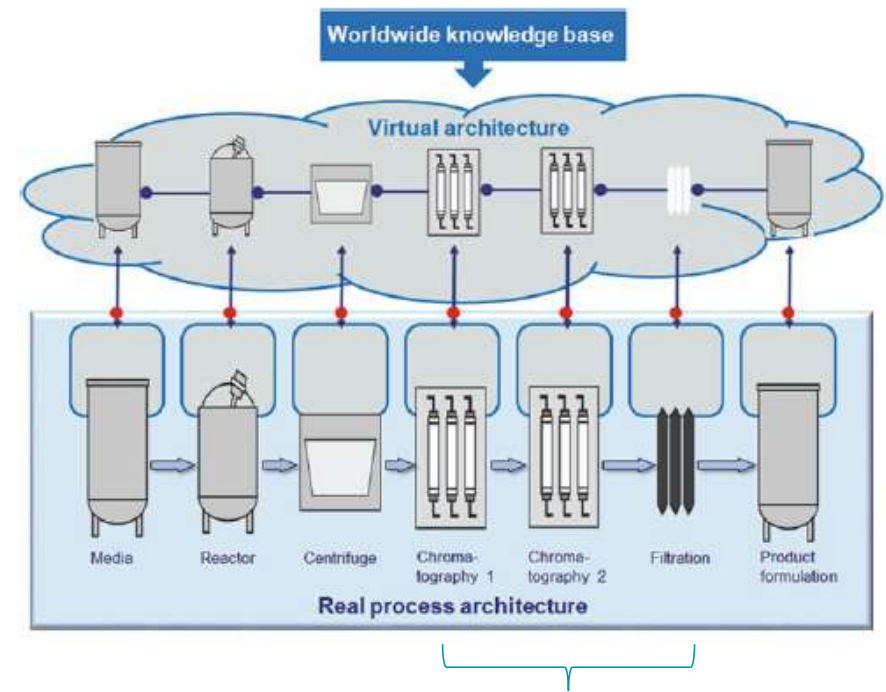 Worldwide knowledge base
Virtual architecture
Media
Reactor
Centrifuge
Chroma-
tography 1
Chroma-
tography 2
Filtration
Product
formulation
Real process architecture